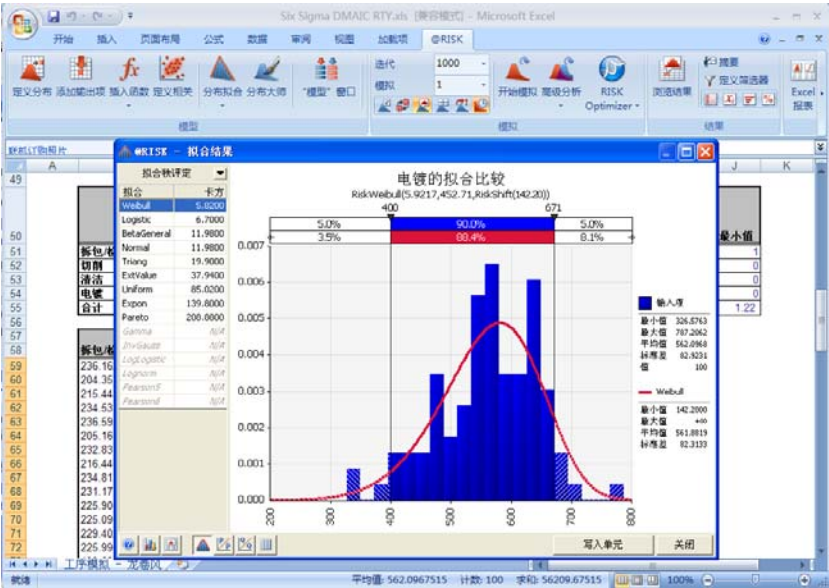 Six Sigma DMAIC RTY.xls [兼容模式] - Microsoft Excel
开始 插入 页面布局 公式 数据 审阅 视图 加载项 @RISK
定义分布 添加输出项 插入函数 定义相关 分布拟合 分布大师 "模型"窗口
迭代 1000
模拟 1
开始模拟 高级分析 RISK Optimizer
浏览结果 摘要
定义筛选器
Excel 报表
模型 模拟 结果
A J K
@RISK - 拟合结果
拟合秩评定
拟合 卡方
Weibull 5.8200
Logistic 6.7000
BetaGeneral 11.9800
Normal 11.9800
Triang 19.9000
ExtValue 37.9400
Uniform 85.0200
Expon 139.8000
Pareto 208.0000
Gamma N/A
InvGauss N/A
LogLogistic N/A
Lognorm N/A
Pearson5 N/A
Pearson6 N/A
电镀的拟合比较
RiskWeibull(5.9217,452.71,RiskShift(142.20))
400 671
5.0% 90.0% 5.0%
3.5% 88.4% 8.1%
0.007
0.006
0.005
0.004
0.003
0.002
0.001
0.000
200 300 400 500 600 700 800
输入项
最小值 326.5763
最大值 787.2062
平均值 562.0968
标准差 82.9231
值 100
Weibull
最小值 142.2000
最大值 +∞
平均值 561.8819
标准差 82.3133
写入单元 关闭
49
50 最小值
51 拆包/检 1
52 切削 0
53 清洁 0
54 电镀 0
55 合计 1.22
56
57
58 拆包/检
59 236.16
60 204.35
61 215.44
62 234.53
63 236.59
64 205.16
65 232.83
66 216.44
67 234.81
68 231.17
69 225.90
70 225.09
71 229.40
72 225.99
工序模拟 - 龙卷风
就绪 平均值: 562.0967515 计数: 100 求和: 56209.67515 100%